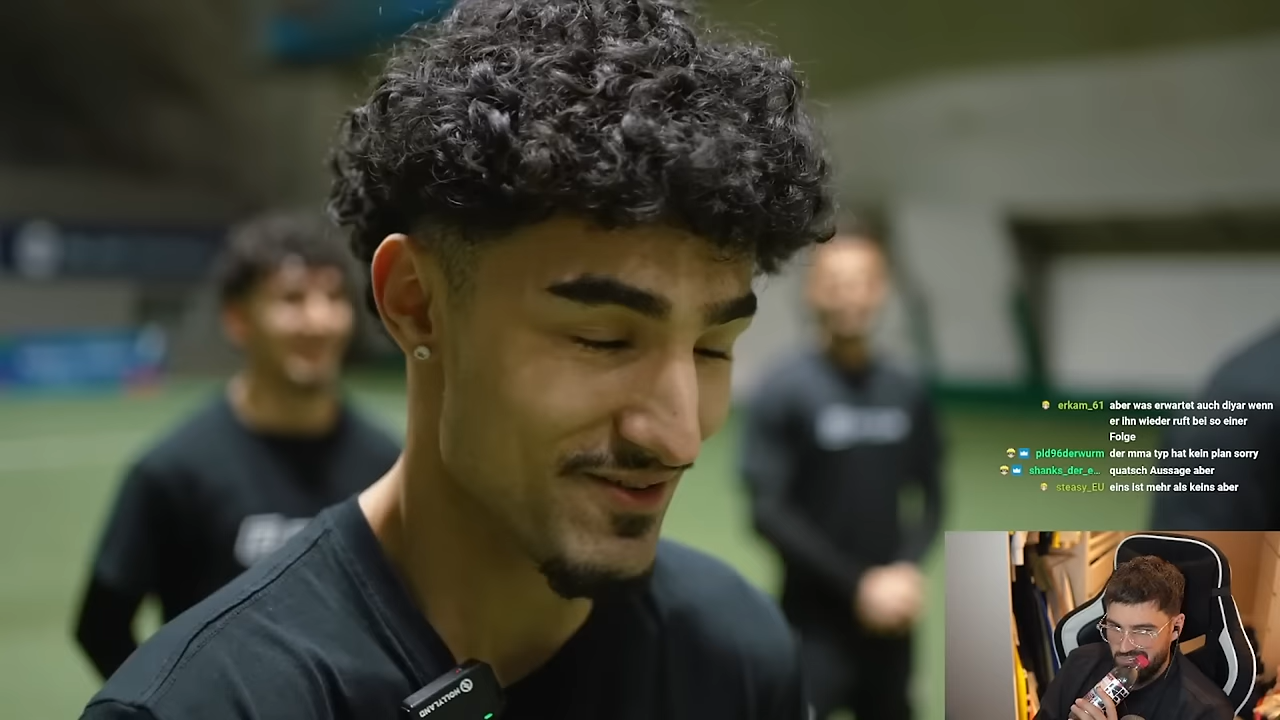 erkam_61 aber was erwartet auch diyar wenn
er ihn wieder ruft bei so einer
Folge
pld96derwurm der mma typ hat kein plan sorry
shanks_der_e... quatsch Aussage aber
steasy_EU eins ist mehr als keins aber
HOLLYLAND